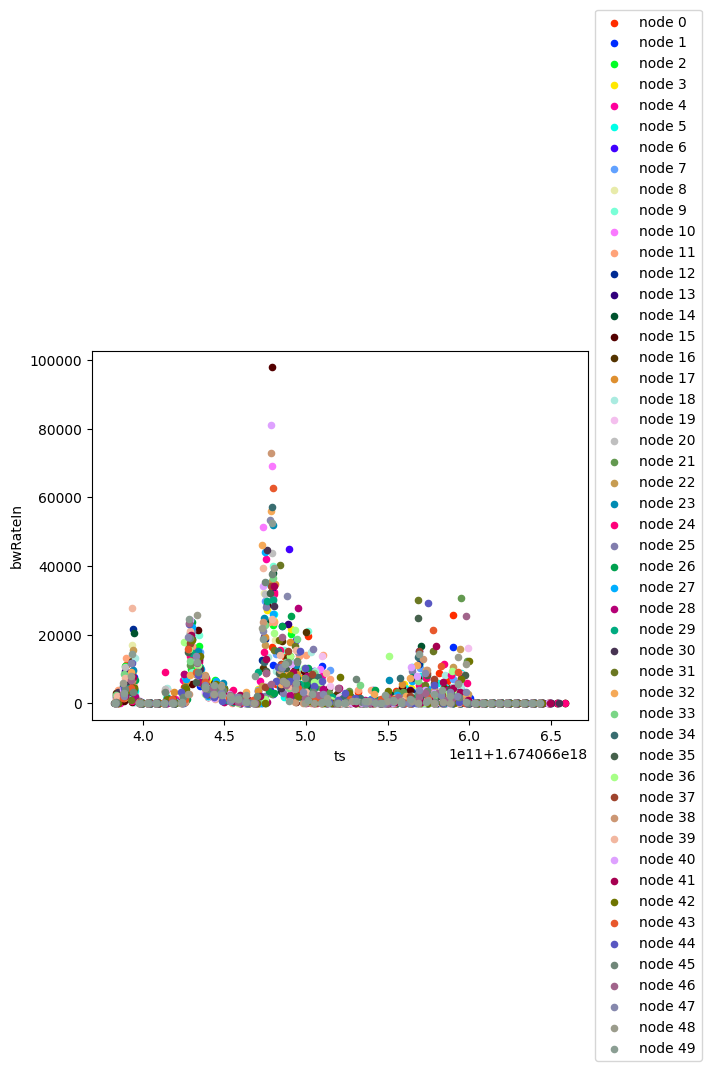 node 0
node 1
node 2
node 3
node 4
node 5
node 6
node 7
node 8
node 9
node 10
node 11
node 12
node 13
node 14
node 15
node 16
node 17
node 18
node 19
node 20
node 21
node 22
node 23
node 24
node 25
node 26
node 27
node 28
node 29
node 30
node 31
node 32
node 33
node 34
node 35
node 36
node 37
node 38
node 39
node 40
node 41
node 42
node 43
node 44
node 45
node 46
node 47
node 48
node 49
100000
80000
60000
40000
20000
0
bwRateIn
4.0 4.5 5.0 5.5 6.0 6.5
ts
1e11+1.674066e18